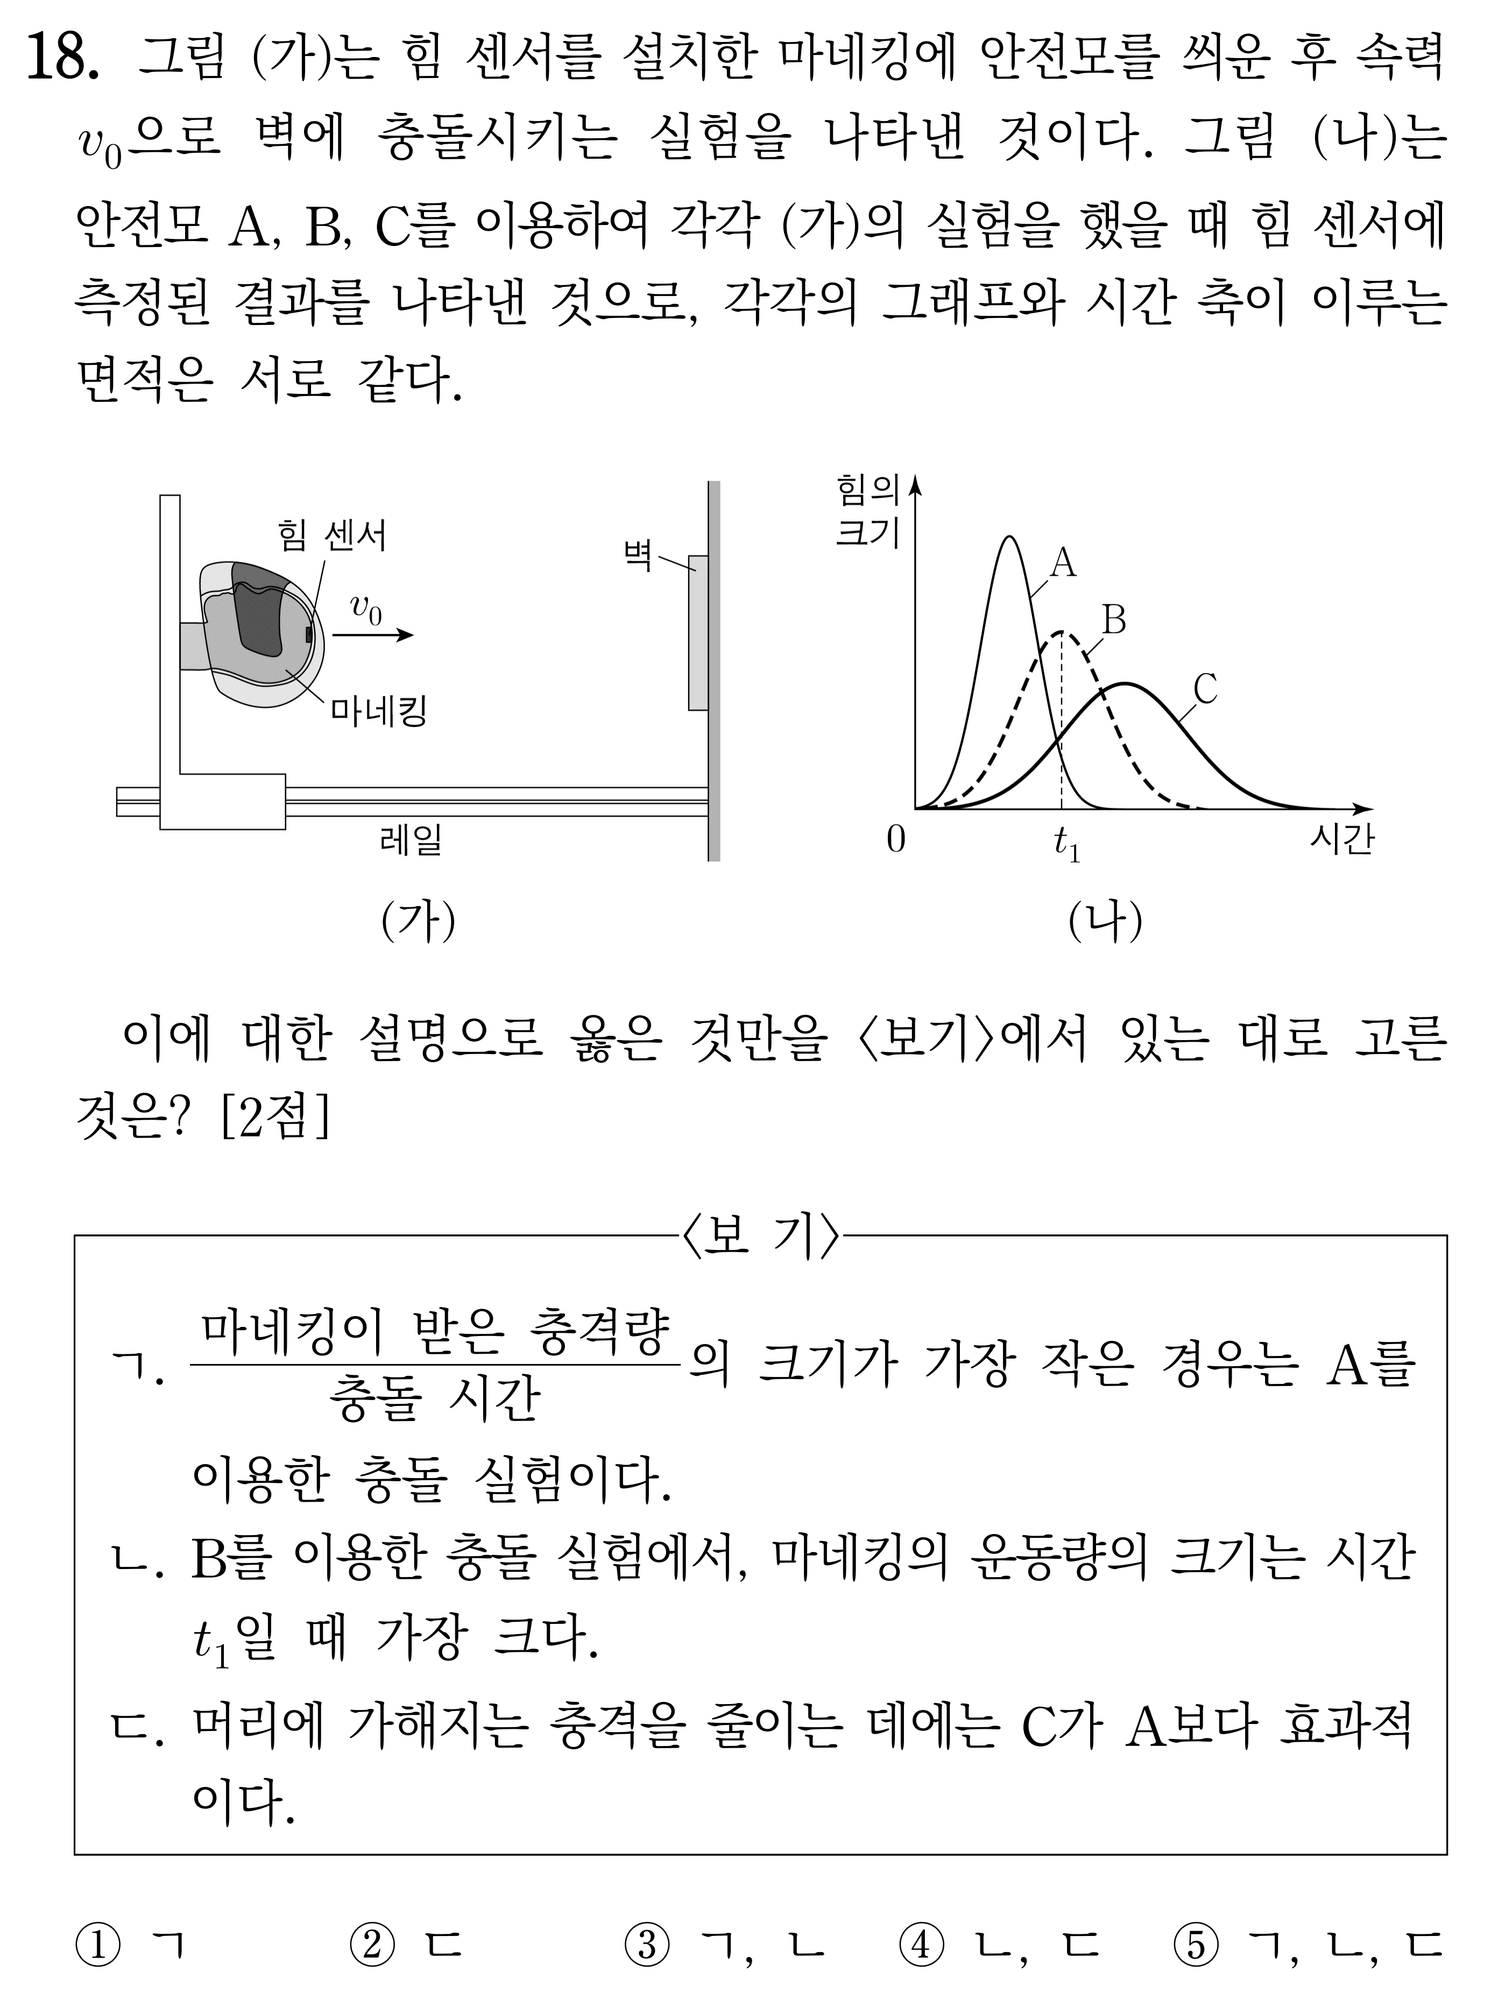 18. 그림 (가)는 힘 센서를 설치한 마네킹에 안전모를 씌운 후 속력
v₀으로 벽에 충돌시키는 실험을 나타낸 것이다. 그림 (나)는
안전모 A, B, C를 이용하여 각각 (가)의 실험을 했을 때 힘 센서에
측정된 결과를 나타낸 것으로, 각각의 그래프와 시간 축이 이루는
면적은 서로 같다.
힘 센서
v₀
마네킹
벽
레일
(가)
힘의
크기
A
B
C
0
t₁
시간
(나)
이에 대한 설명으로 옳은 것만을 〈보기〉에서 있는 대로 고른
것은? [2점]
〈보 기〉
마네킹이 받은 충격량
ㄱ. 의 크기가 가장 작은 경우는 A를
충돌 시간
이용한 충돌 실험이다.
ㄴ. B를 이용한 충돌 실험에서, 마네킹의 운동량의 크기는 시간
t₁일 때 가장 크다.
ㄷ. 머리에 가해지는 충격을 줄이는 데에는 C가 A보다 효과적
이다.
① ㄱ ② ㄷ ③ ㄱ, ㄴ ④ ㄴ, ㄷ ⑤ ㄱ, ㄴ, ㄷ